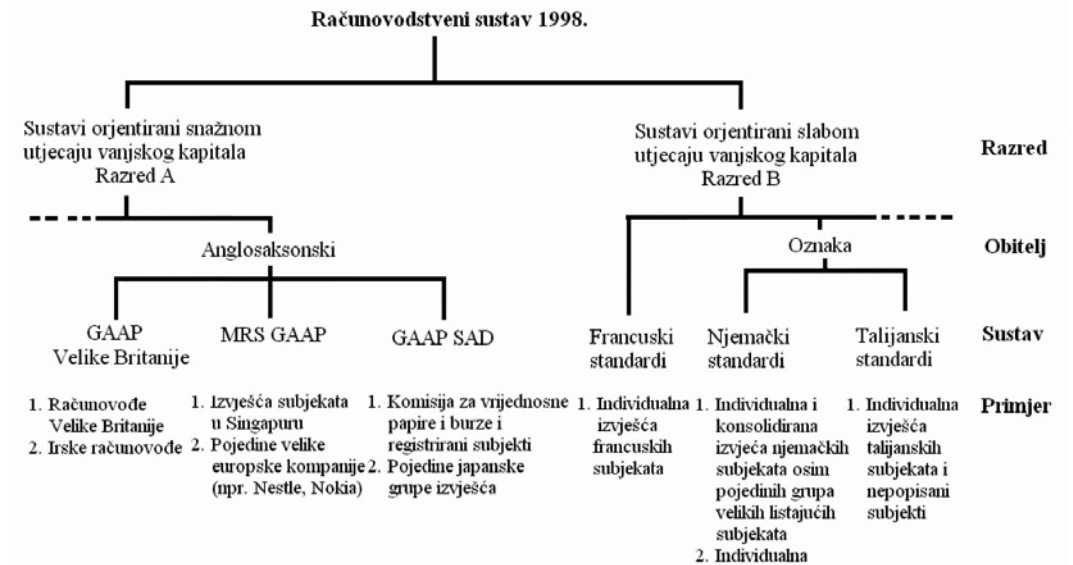 Računovodstveni sustav 1998.
Sustavi orjentirani snažnom
utjecaju vanjskog kapitala
Razred A
Sustavi orjentirani slabom
utjecaju vanjskog kapitala
Razred B
Razred
Anglosaksonski
Oznaka
Obitelj
GAAP
Velike Britanije
MRS GAAP
GAAP SAD
Francuski
standardi
Njemački
standardi
Talijanski
standardi
Sustav
1. Računovođe
Velike Britanije
2. Irske računovođe
1. Izvješća subjekata
u Singapuru
2. Pojedine velike
europske kompanije
(npr. Nestle, Nokia)
1. Komisija za vrijednosne
papire i burze i
registrirani subjekti
2. Pojedine japanske
grupe izvješća
1. Individualna
izvješća
francuskih
subjekata
1. Individualna i
konsolidirana
izvjeća njemačkih
subjekata osim
pojedinih grupa
velikih listajućih
subjekata
2. Individualna
1. Individualna
izvješća
talijanskih
subjekata i
nepopisani
subjekti
Primjer